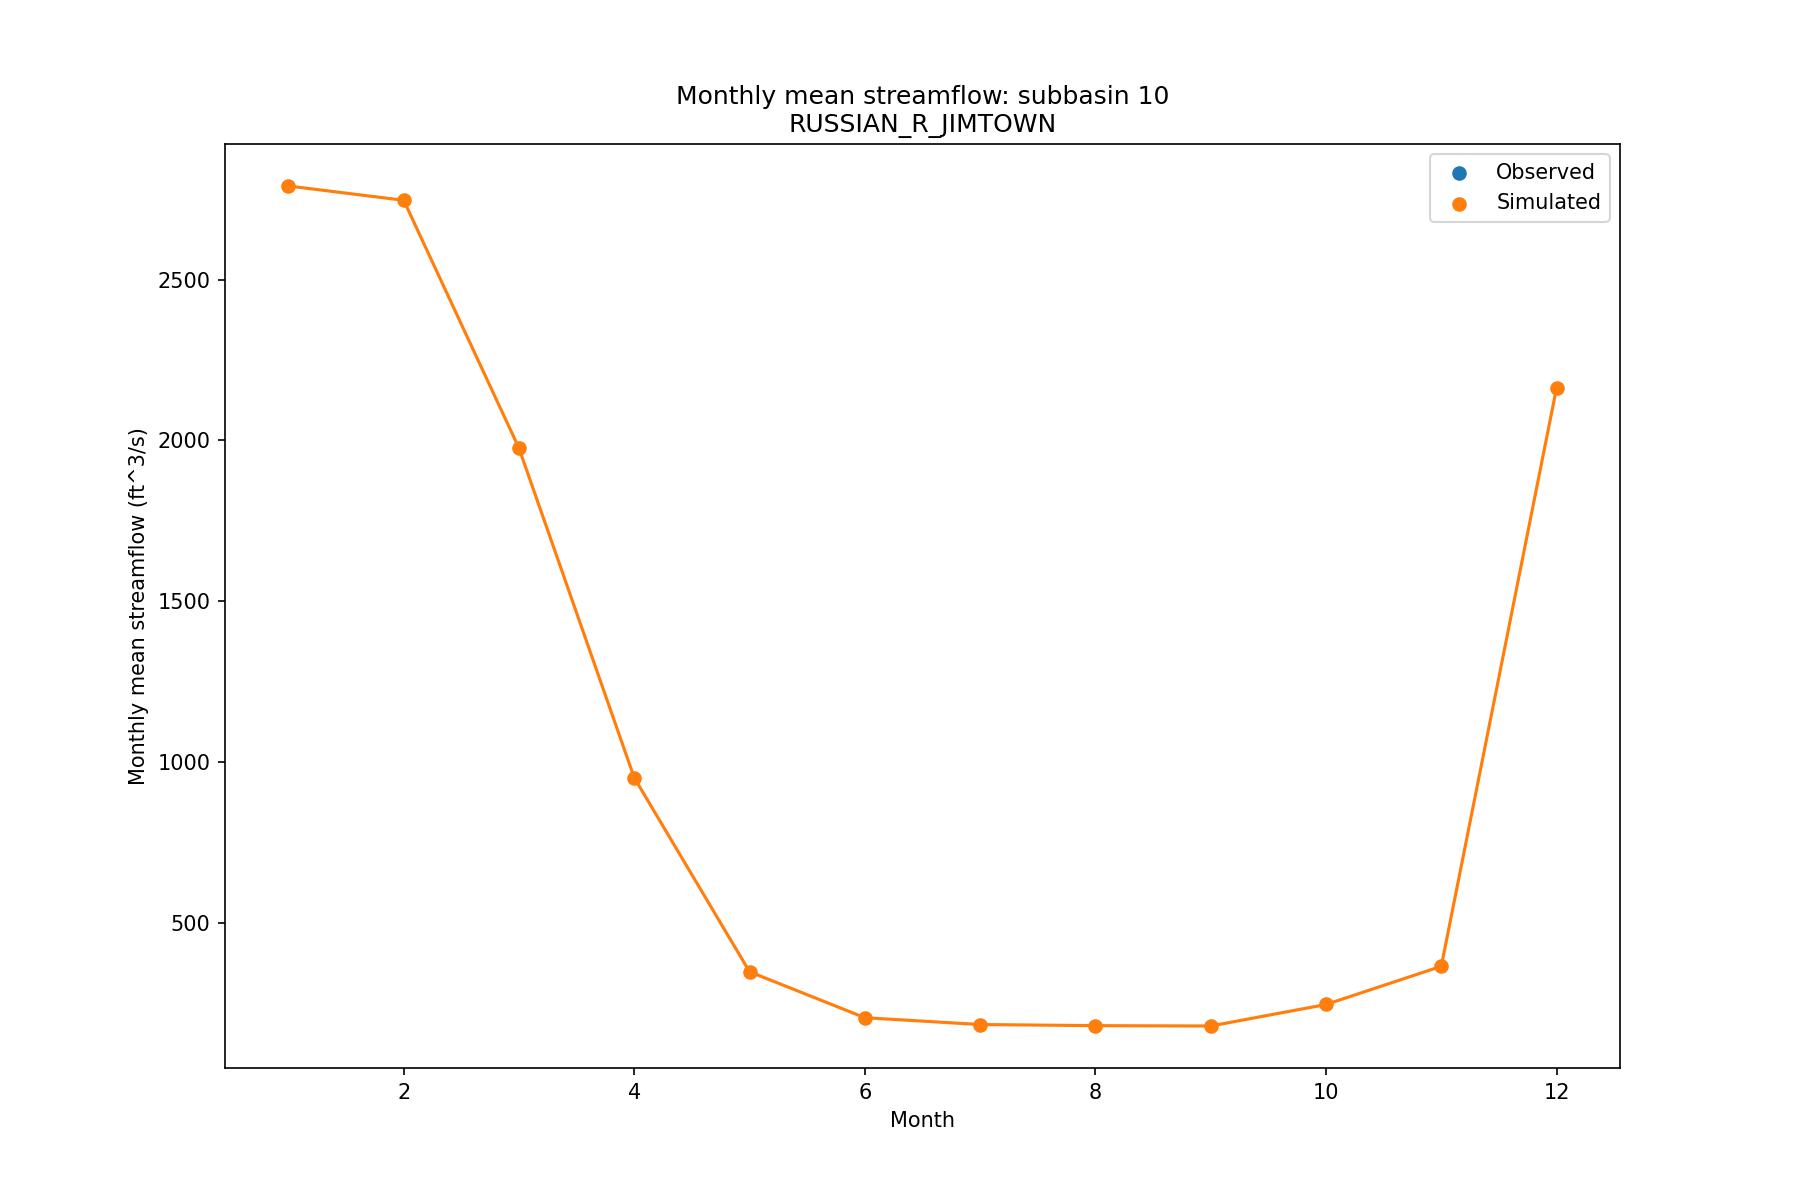 Monthly mean streamflow: subbasin 10
RUSSIAN_R_JIMTOWN
Observed
Simulated
Monthly mean streamflow (ft^3/s)
2500
2000
1500
1000
500
2 4 6 8 10 12
Month